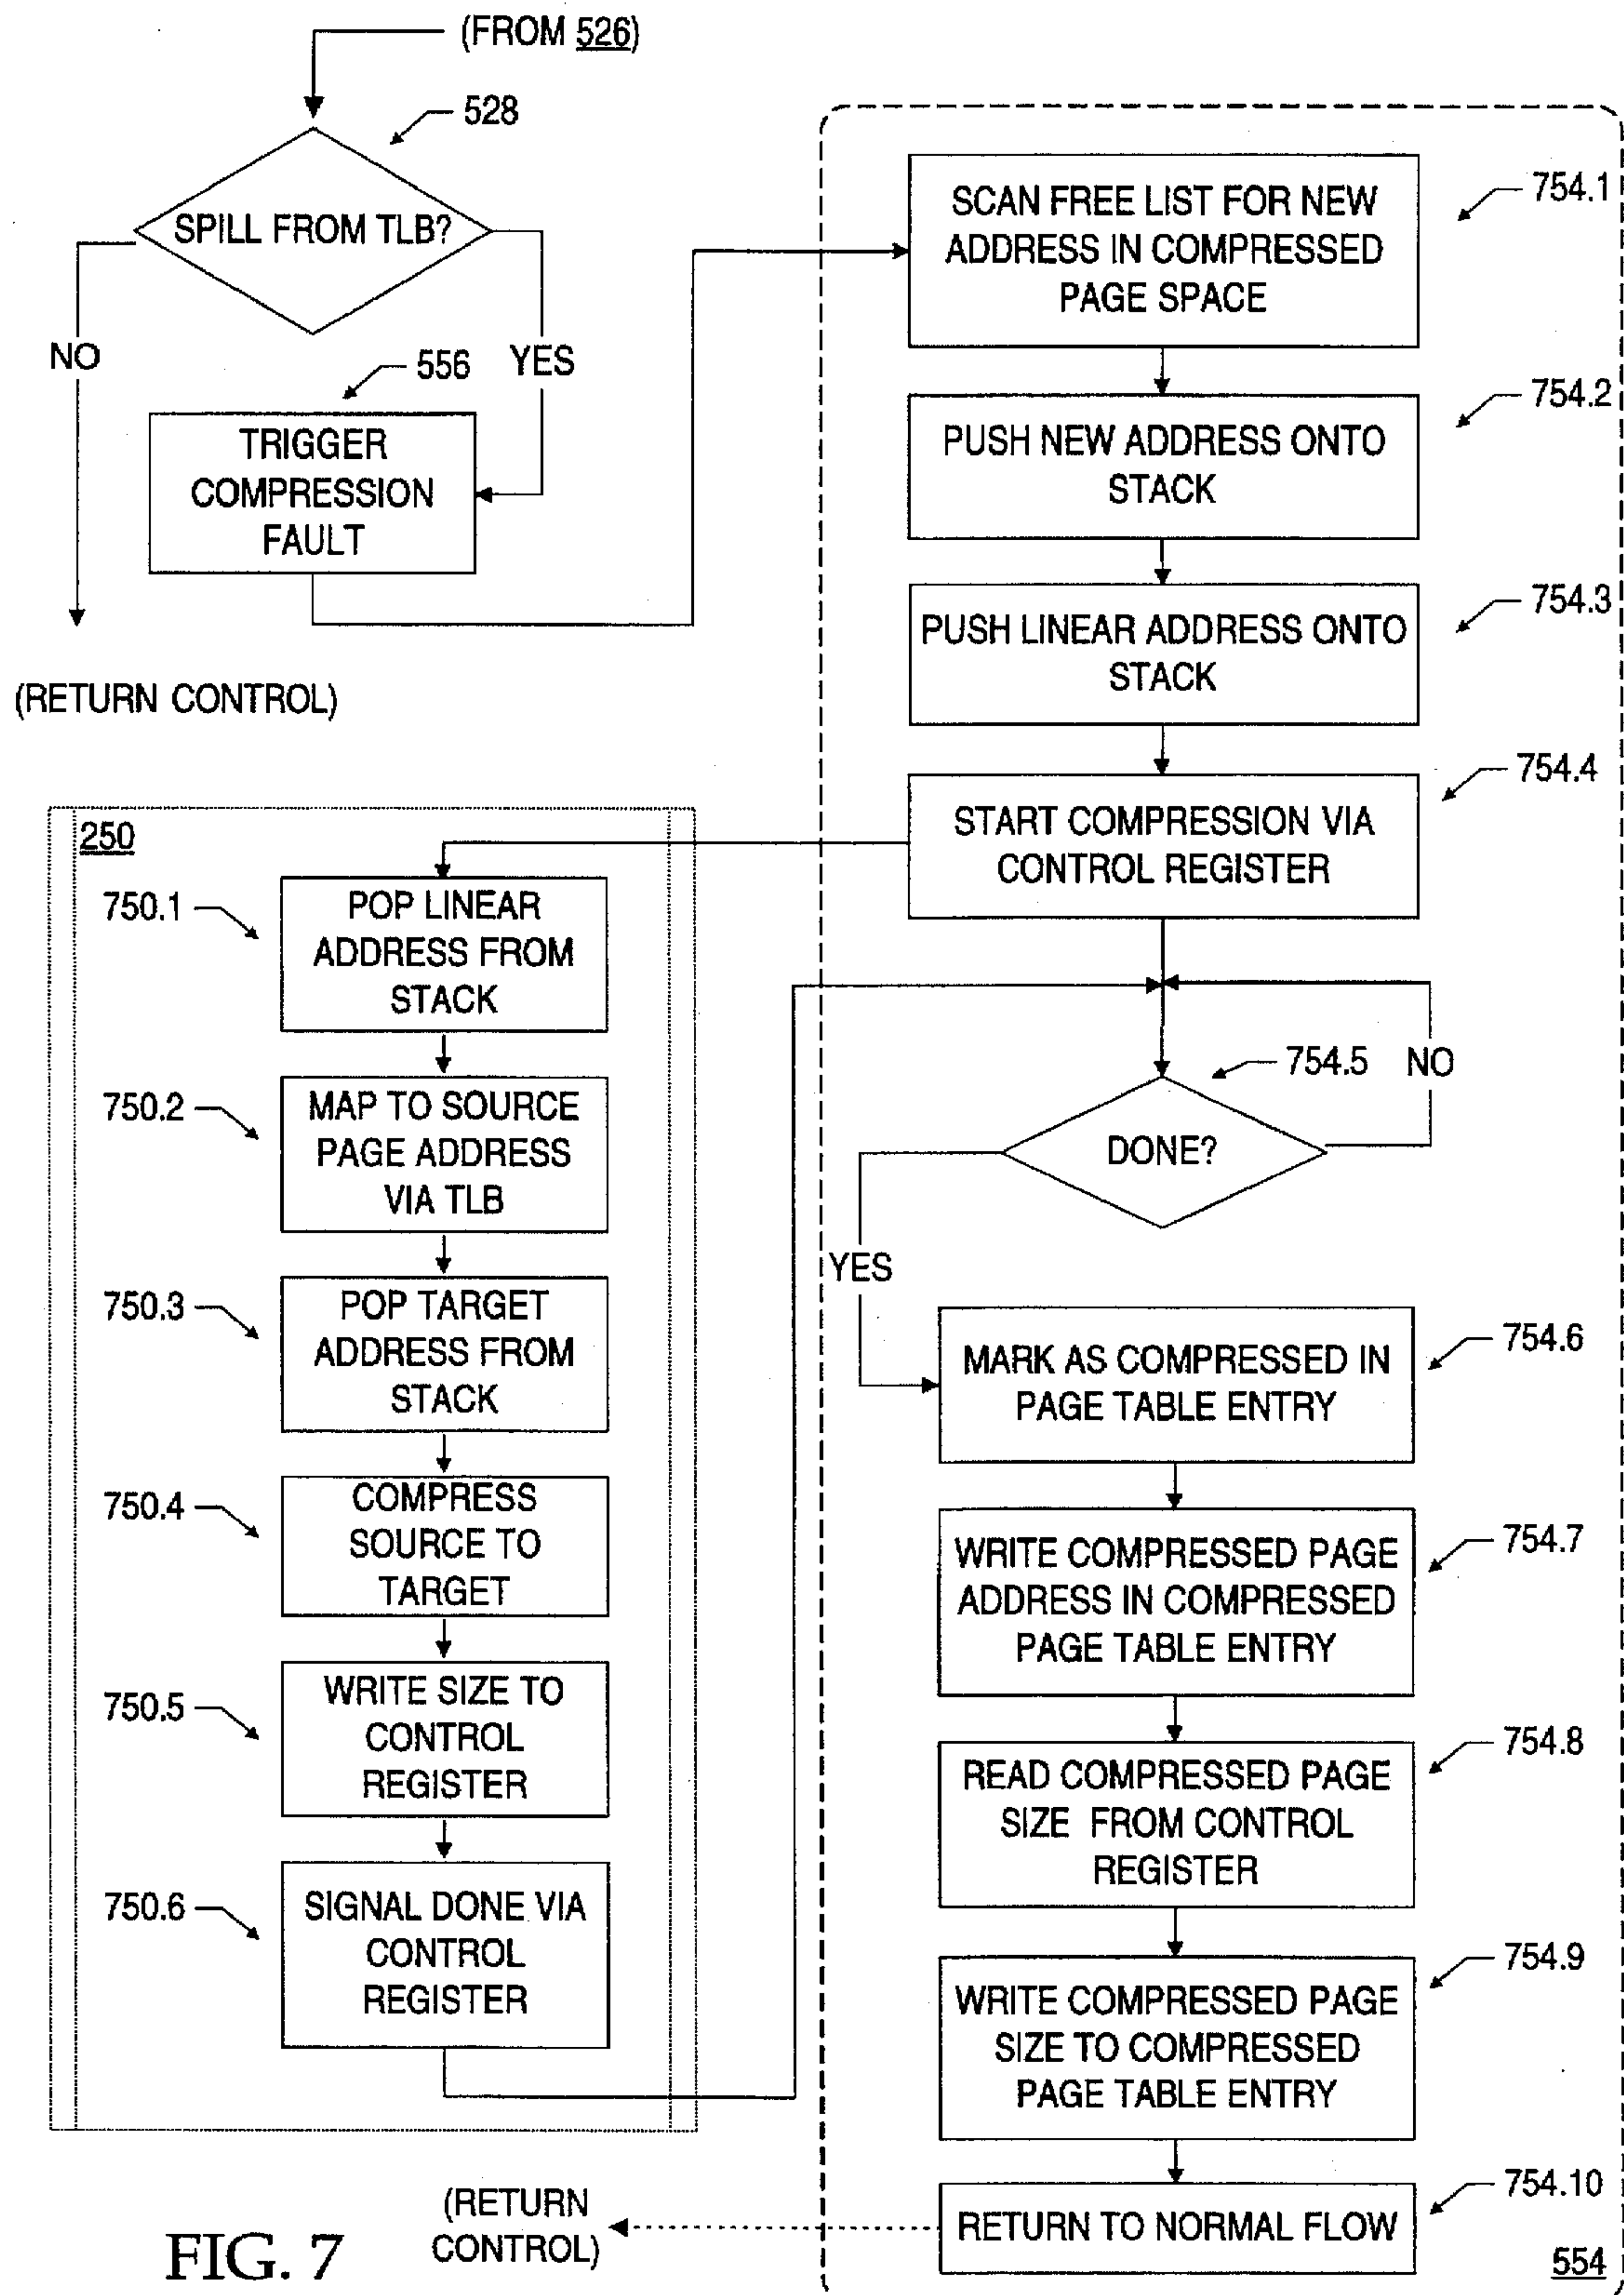 (FROM 526)
528
SPILL FROM TLB?
NO
YES
556
TRIGGER
COMPRESSION
FAULT
(RETURN CONTROL)
754.1
SCAN FREE LIST FOR NEW
ADDRESS IN COMPRESSED
PAGE SPACE
754.2
PUSH NEW ADDRESS ONTO
STACK
754.3
PUSH LINEAR ADDRESS ONTO
STACK
754.4
START COMPRESSION VIA
CONTROL REGISTER
250
750.1
POP LINEAR
ADDRESS FROM
STACK
750.2
MAP TO SOURCE
PAGE ADDRESS
VIA TLB
750.3
POP TARGET
ADDRESS FROM
STACK
750.4
COMPRESS
SOURCE TO
TARGET
750.5
WRITE SIZE TO
CONTROL
REGISTER
750.6
SIGNAL DONE VIA
CONTROL
REGISTER
754.5
NO
DONE?
YES
754.6
MARK AS COMPRESSED IN
PAGE TABLE ENTRY
754.7
WRITE COMPRESSED PAGE
ADDRESS IN COMPRESSED
PAGE TABLE ENTRY
754.8
READ COMPRESSED PAGE
SIZE FROM CONTROL
REGISTER
754.9
WRITE COMPRESSED PAGE
SIZE TO COMPRESSED
PAGE TABLE ENTRY
754.10
RETURN TO NORMAL FLOW
554
(RETURN
CONTROL)
FIG. 7